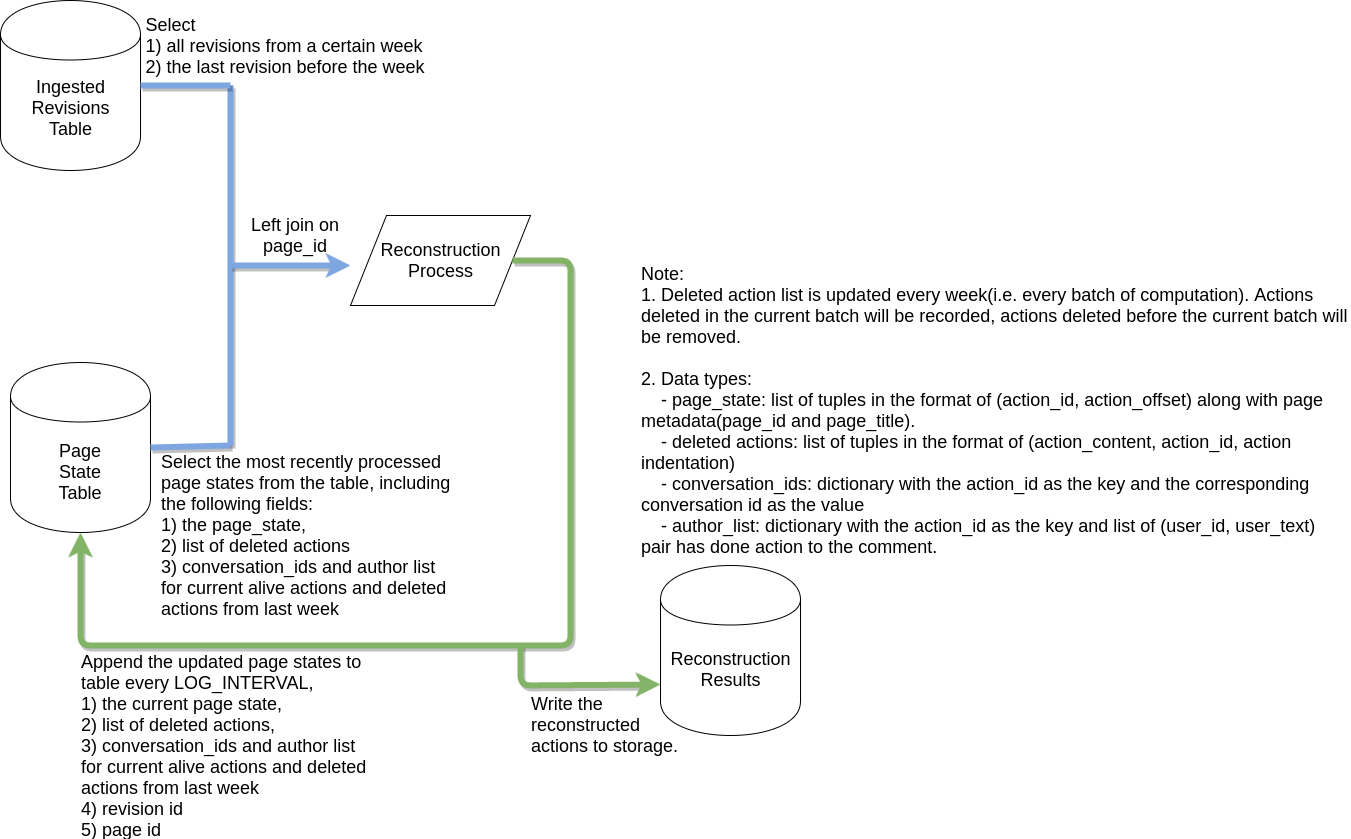 Select
1) all revisions from a certain week
2) the last revision before the week
Ingested
Revisions
Table
Left join on
page_id
Reconstruction
Process
Note:
1. Deleted action list is updated every week(i.e. every batch of computation). Actions
deleted in the current batch will be recorded, actions deleted before the current batch will
be removed.
2. Data types:
- page_state: list of tuples in the format of (action_id, action_offset) along with page
metadata(page_id and page_title).
- deleted actions: list of tuples in the format of (action_content, action_id, action
indentation)
- conversation_ids: dictionary with the action_id as the key and the corresponding
conversation id as the value
- author_list: dictionary with the action_id as the key and list of (user_id, user_text)
pair has done action to the comment.
Page
State
Table
Select the most recently processed
page states from the table, including
the following fields:
1) the page_state,
2) list of deleted actions
3) conversation_ids and author list
for current alive actions and deleted
actions from last week
Append the updated page states to
table every LOG_INTERVAL,
1) the current page state,
2) list of deleted actions,
3) conversation_ids and author list
for current alive actions and deleted
actions from last week
4) revision id
5) page id
Reconstruction
Results
Write the
reconstructed
actions to storage.